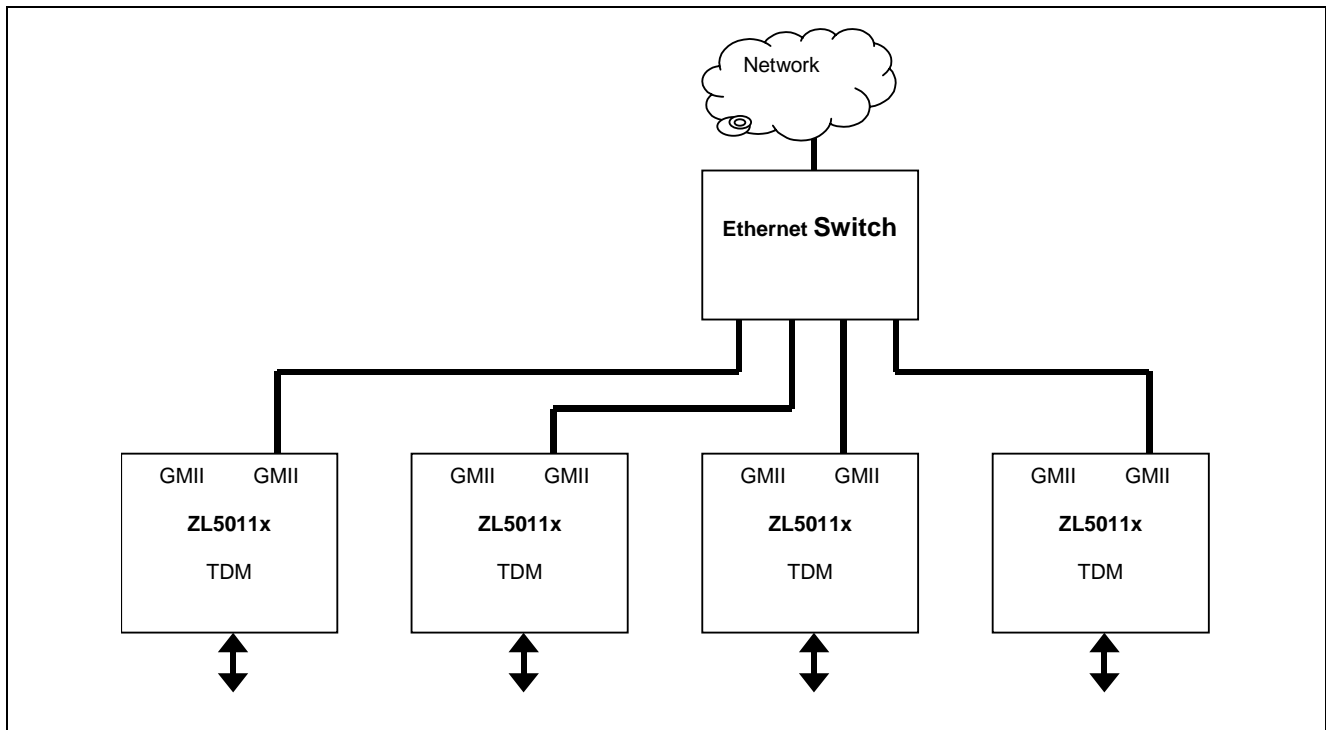 Network
Ethernet Switch
GMII GMII GMII GMII GMII GMII GMII GMII
ZL5011x ZL5011x ZL5011x ZL5011x
TDM TDM TDM TDM